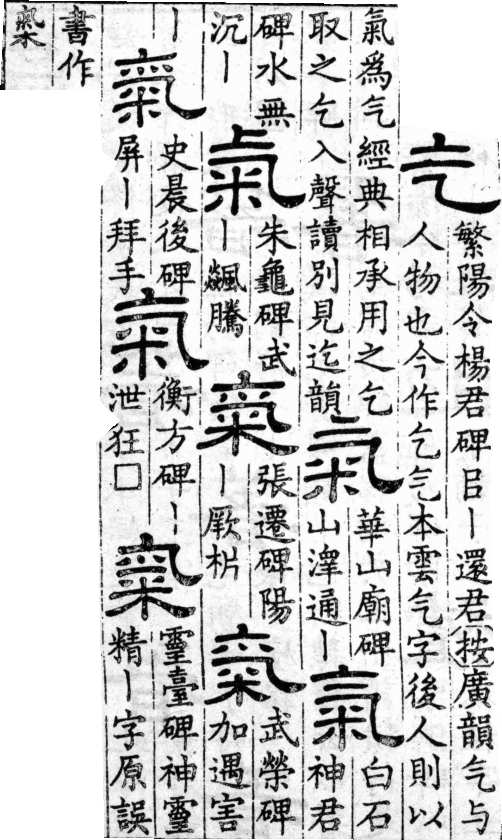 气
繁陽令楊君碑㠯丨還君按廣韻气与
人物也今作乞气本雲气字後人則以
氣爲气經典相承用之乞
取之乞入聲讀別見迄韻
氣
華山廟碑
山澤通丨
氣
白石
神君
碑水無
沉丨
氣
朱龜碑武
丨飆騰
氣
張遷碑陽
丨厥㭊
氣
武榮碑
加遇害
丨
氣
史晨後碑
屏丨拜手
氣
衡方碑丨
泄狂□
氣
靈臺碑神靈
精丨字原誤
書作